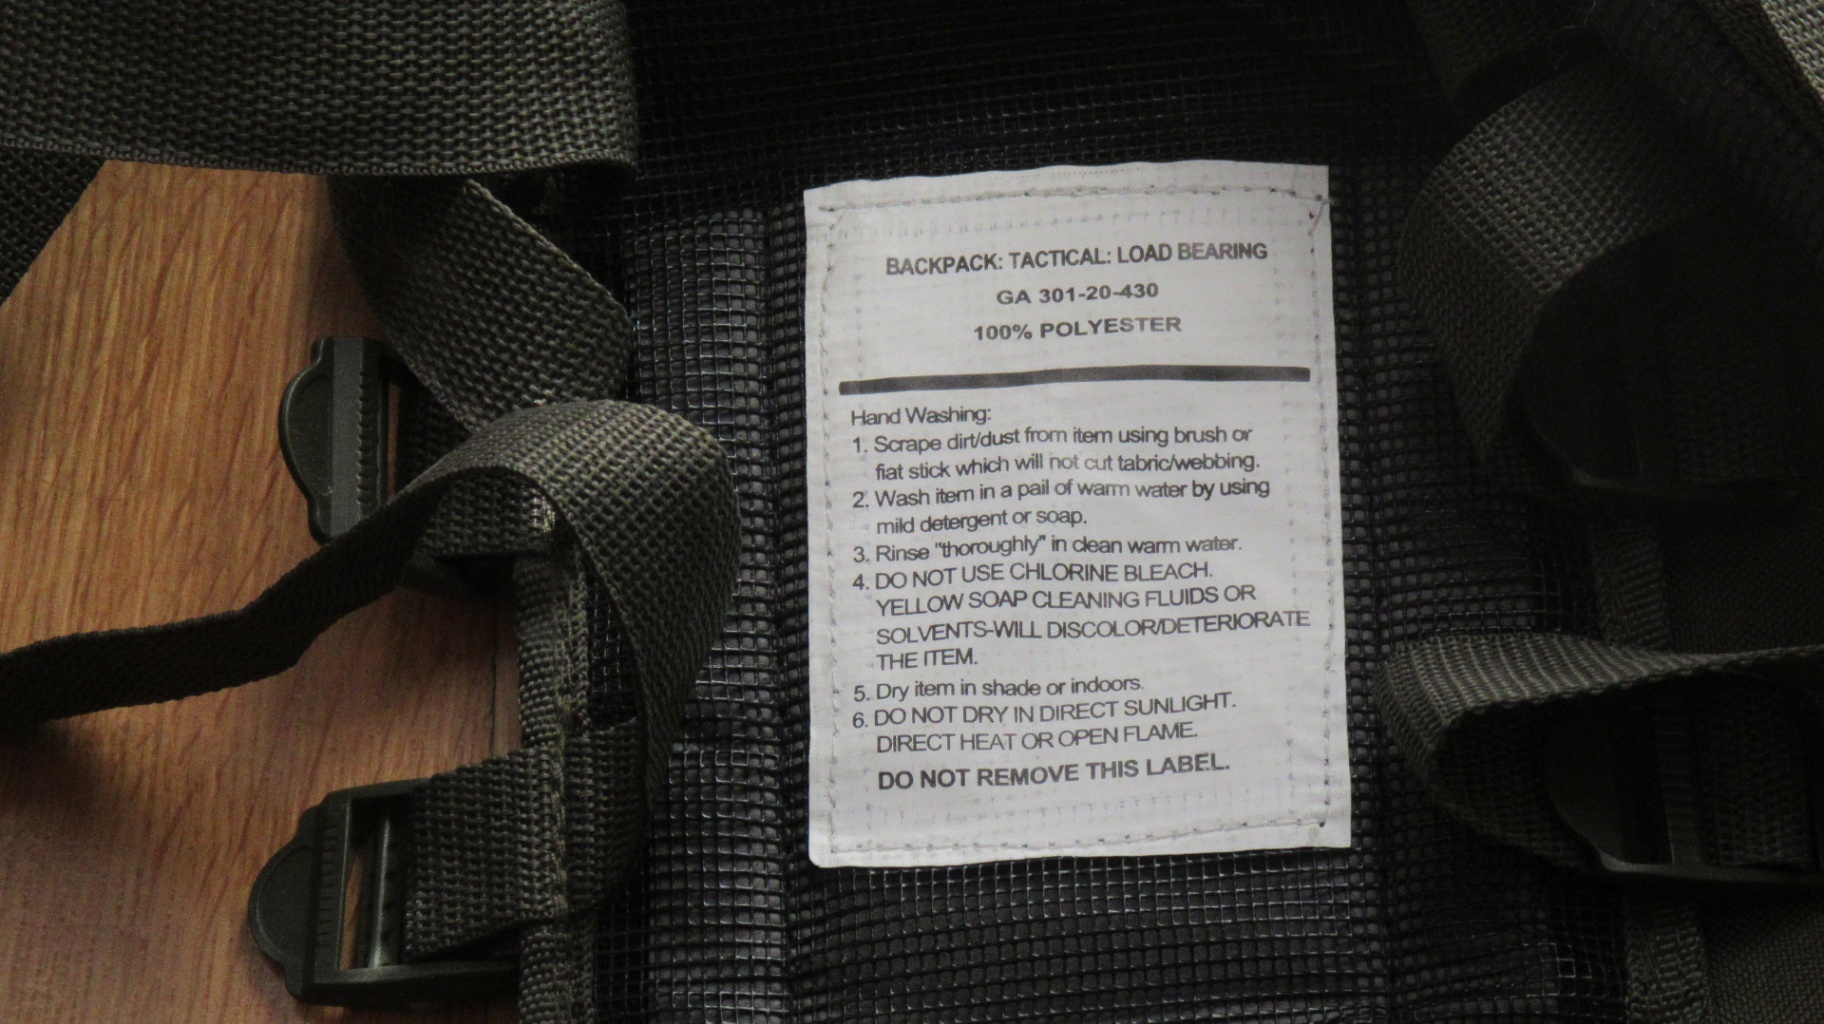 BACKPACK: TACTICAL: LOAD BEARING
GA 301-20-430
100% POLYESTER
Hand Washing:
1. Scrape dirt/dust from item using brush or
fiat stick which will not cut tabric/webbing.
2. Wash item in a pail of warm water by using
mild detergent or soap.
3. Rinse "thoroughly" in clean warm water.
4. DO NOT USE CHLORINE BLEACH.
YELLOW SOAP CLEANING FLUIDS OR
SOLVENTS-WILL DISCOLOR/DETERIORATE
THE ITEM.
5. Dry item in shade or indoors.
6. DO NOT DRY IN DIRECT SUNLIGHT.
DIRECT HEAT OR OPEN FLAME.
DO NOT REMOVE THIS LABEL.